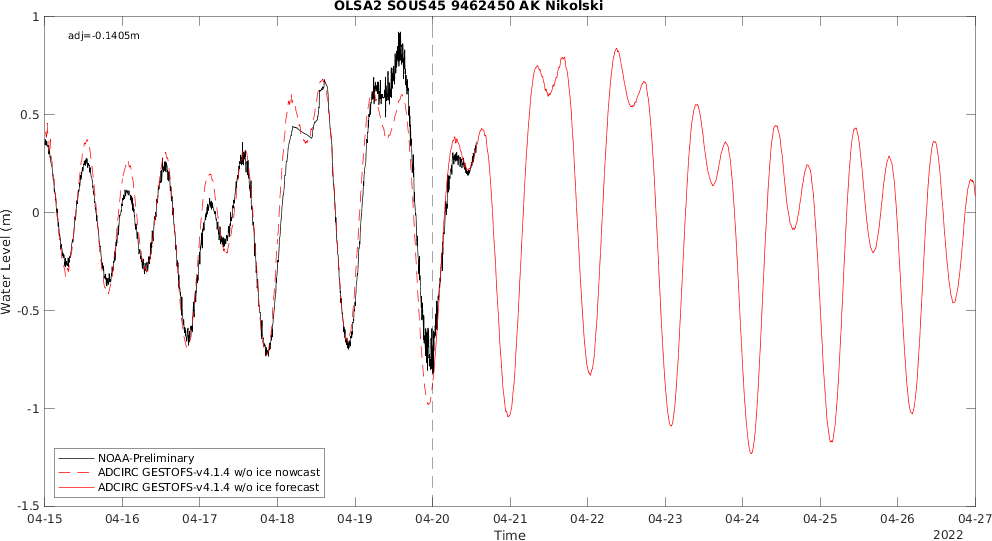 OLSA2 SOUS45 9462450 AK Nikolski
adj=-0.1405m
1
0.5
0
-0.5
-1
-1.5
Water Level (m)
NOAA-Preliminary
ADCIRC GESTOFS-v4.1.4 w/o ice nowcast
ADCIRC GESTOFS-v4.1.4 w/o ice forecast
04-15 04-16 04-17 04-18 04-19 04-20 04-21 04-22 04-23 04-24 04-25 04-26 04-27
Time
2022